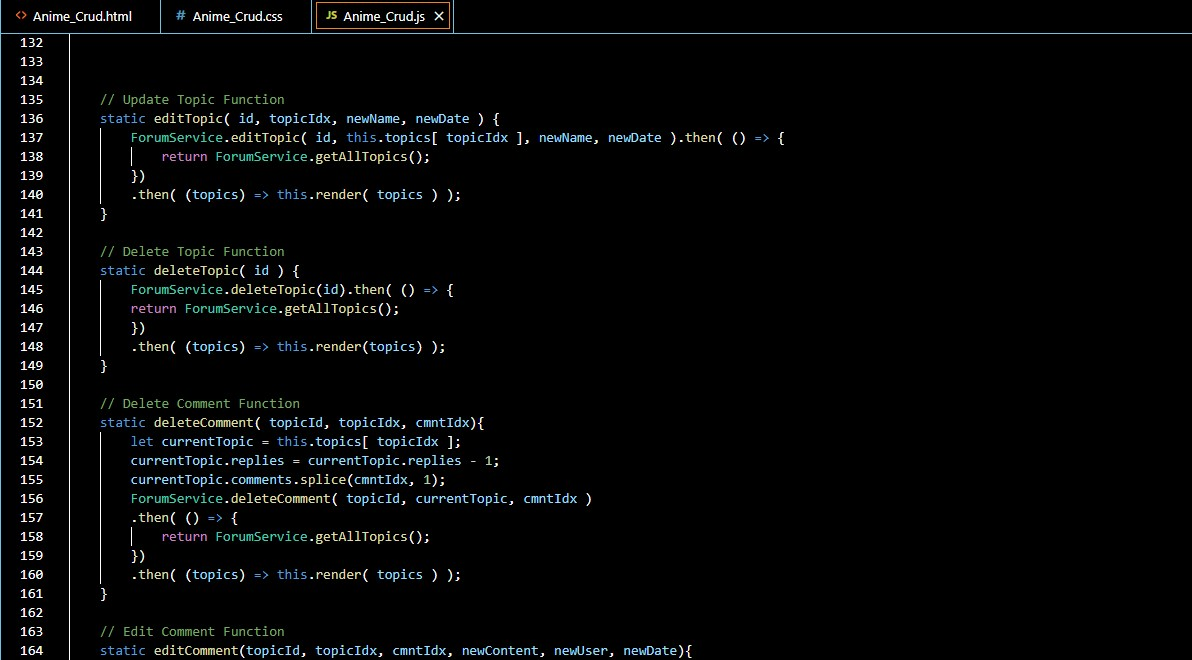 <> Anime_Crud.html # Anime_Crud.css JS Anime_Crud.js ×
132
133
134
135 // Update Topic Function
136 static editTopic( id, topicIdx, newName, newDate ) {
137 ForumService.editTopic( id, this.topics[ topicIdx ], newName, newDate ).then( () => {
138 return ForumService.getAllTopics();
139 })
140 .then( (topics) => this.render( topics ) );
141 }
142
143 // Delete Topic Function
144 static deleteTopic( id ) {
145 ForumService.deleteTopic(id).then( () => {
146 return ForumService.getAllTopics();
147 })
148 .then( (topics) => this.render(topics) );
149 }
150
151 // Delete Comment Function
152 static deleteComment( topicId, topicIdx, cmntIdx){
153 let currentTopic = this.topics[ topicIdx ];
154 currentTopic.replies = currentTopic.replies - 1;
155 currentTopic.comments.splice(cmntIdx, 1);
156 ForumService.deleteComment( topicId, currentTopic, cmntIdx )
157 .then( () => {
158 return ForumService.getAllTopics();
159 })
160 .then( (topics) => this.render( topics ) );
161 }
162
163 // Edit Comment Function
164 static editComment(topicId, topicIdx, cmntIdx, newContent, newUser, newDate){